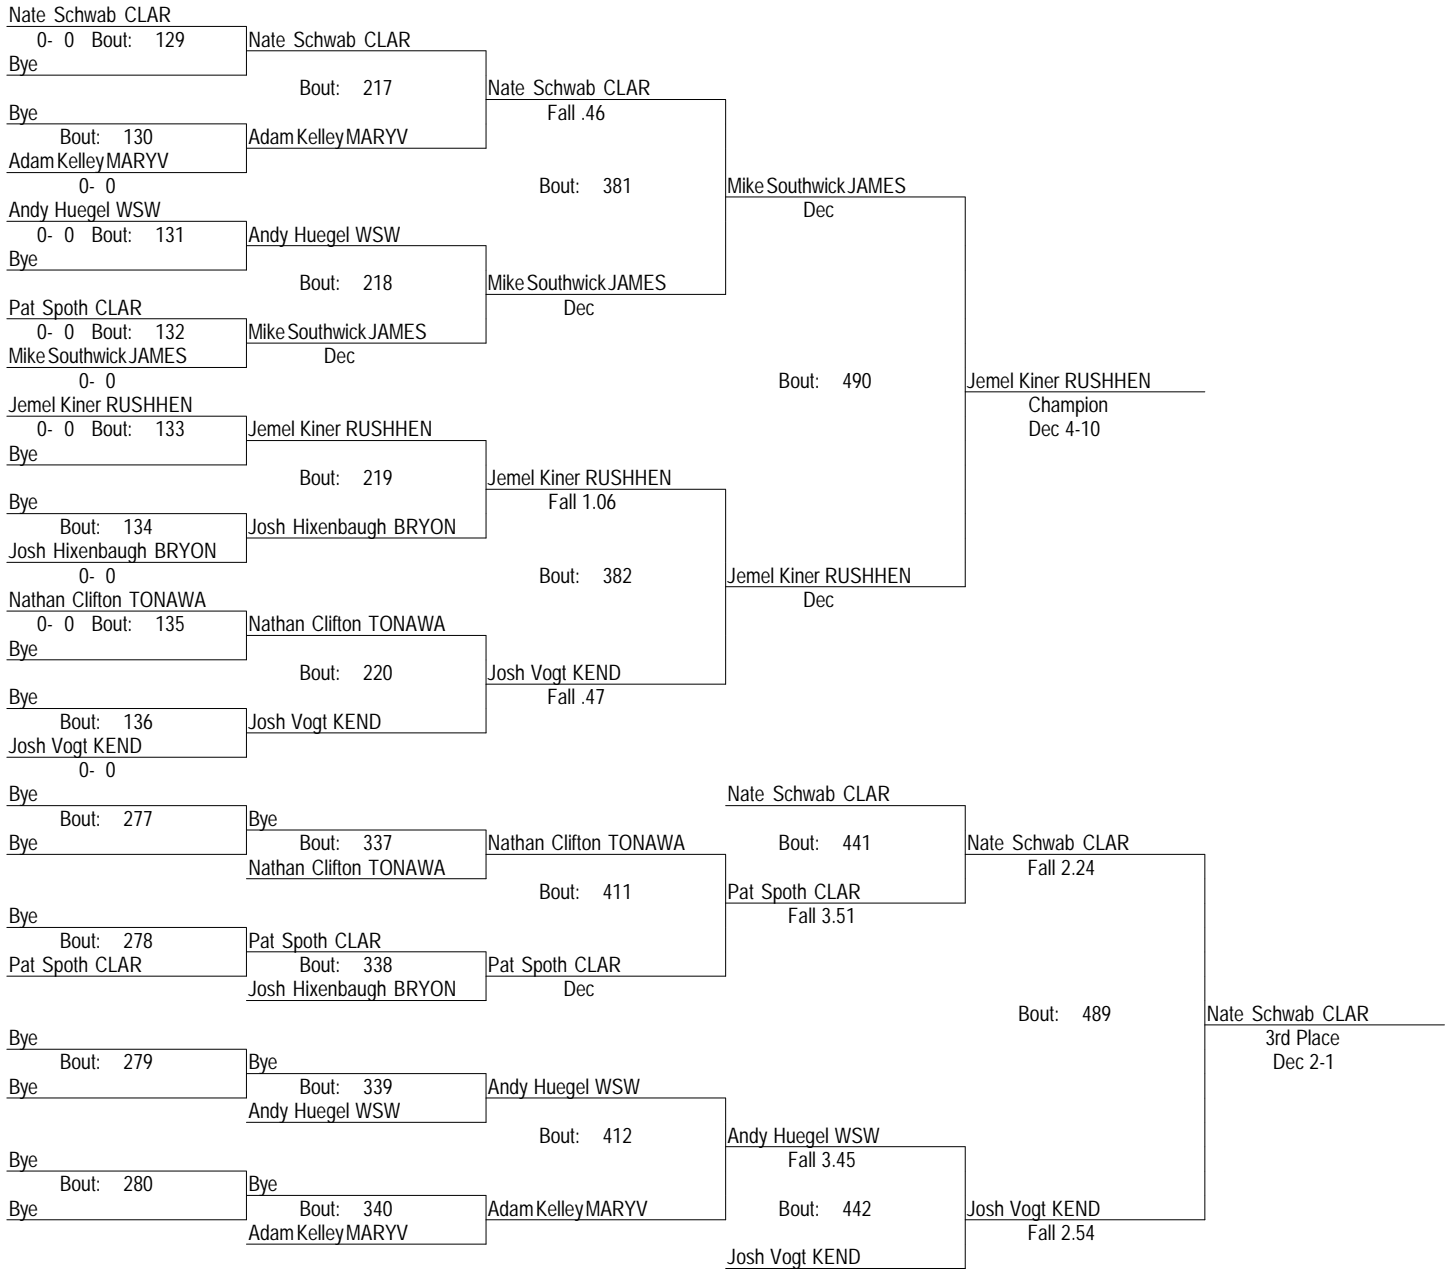 Nate Schwab CLAR
0- 0 Bout: 129 Nate Schwab CLAR
Bye
Bout: 217 Nate Schwab CLAR
Bye Fall .46
Bout: 130 Adam Kelley MARYV
Adam Kelley MARYV
0- 0 Bout: 381 Mike Southwick JAMES
Andy Huegel WSW Dec
0- 0 Bout: 131 Andy Huegel WSW
Bye
Bout: 218 Mike Southwick JAMES
Pat Spoth CLAR Dec
0- 0 Bout: 132 Mike Southwick JAMES
Mike Southwick JAMES Dec
0- 0 Bout: 490 Jemel Kiner RUSHHEN
Jemel Kiner RUSHHEN Champion
0- 0 Bout: 133 Jemel Kiner RUSHHEN Dec 4-10
Bye
Bout: 219 Jemel Kiner RUSHHEN
Bye Fall 1.06
Bout: 134 Josh Hixenbaugh BRYON
Josh Hixenbaugh BRYON
0- 0 Bout: 382 Jemel Kiner RUSHHEN
Nathan Clifton TONAWA Dec
0- 0 Bout: 135 Nathan Clifton TONAWA
Bye
Bout: 220 Josh Vogt KEND
Bye Fall .47
Bout: 136 Josh Vogt KEND
Josh Vogt KEND
0- 0
Bye Nate Schwab CLAR
Bout: 277 Bye
Bye Bout: 337 Nathan Clifton TONAWA Bout: 441 Nate Schwab CLAR
Nathan Clifton TONAWA Fall 2.24
Bout: 411 Pat Spoth CLAR
Bye Fall 3.51
Bout: 278 Pat Spoth CLAR
Pat Spoth CLAR Bout: 338 Pat Spoth CLAR
Josh Hixenbaugh BRYON Dec
Bout: 489 Nate Schwab CLAR
Bye 3rd Place
Bout: 279 Bye Dec 2-1
Bye Bout: 339 Andy Huegel WSW
Andy Huegel WSW
Bout: 412 Andy Huegel WSW
Bye Fall 3.45
Bout: 280 Bye
Bye Bout: 340 Adam Kelley MARYV Bout: 442 Josh Vogt KEND
Adam Kelley MARYV Fall 2.54
Josh Vogt KEND